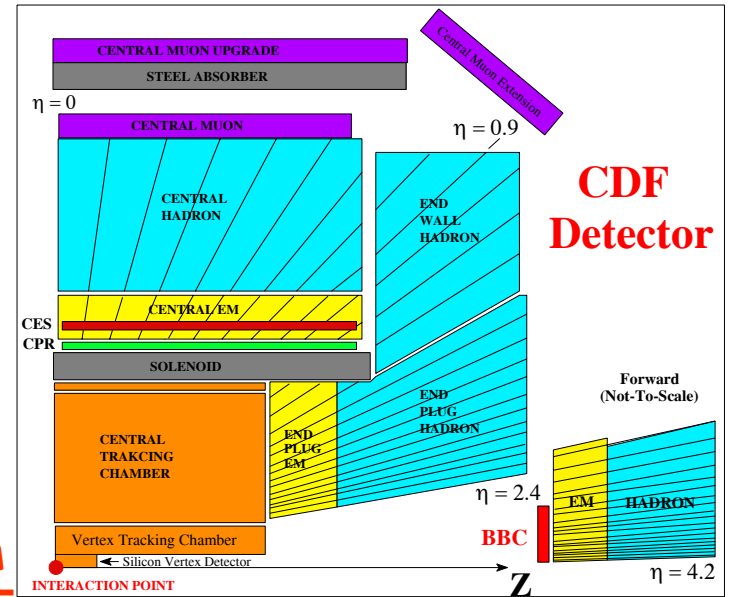 CENTRAL MUON UPGRADE
STEEL ABSORBER
Central Muon Extension
η = 0
CENTRAL MUON
η = 0.9
CENTRAL
HADRON
END
WALL
HADRON
CDF
Detector
CENTRAL EM
CES
CPR
SOLENOID
Forward
(Not-To-Scale)
CENTRAL
TRAKCING
CHAMBER
END
PLUG
EM
END
PLUG
HADRON
η = 2.4
EM
HADRON
BBC
Vertex Tracking Chamber
Silicon Vertex Detector
Z
η = 4.2
INTERACTION POINT